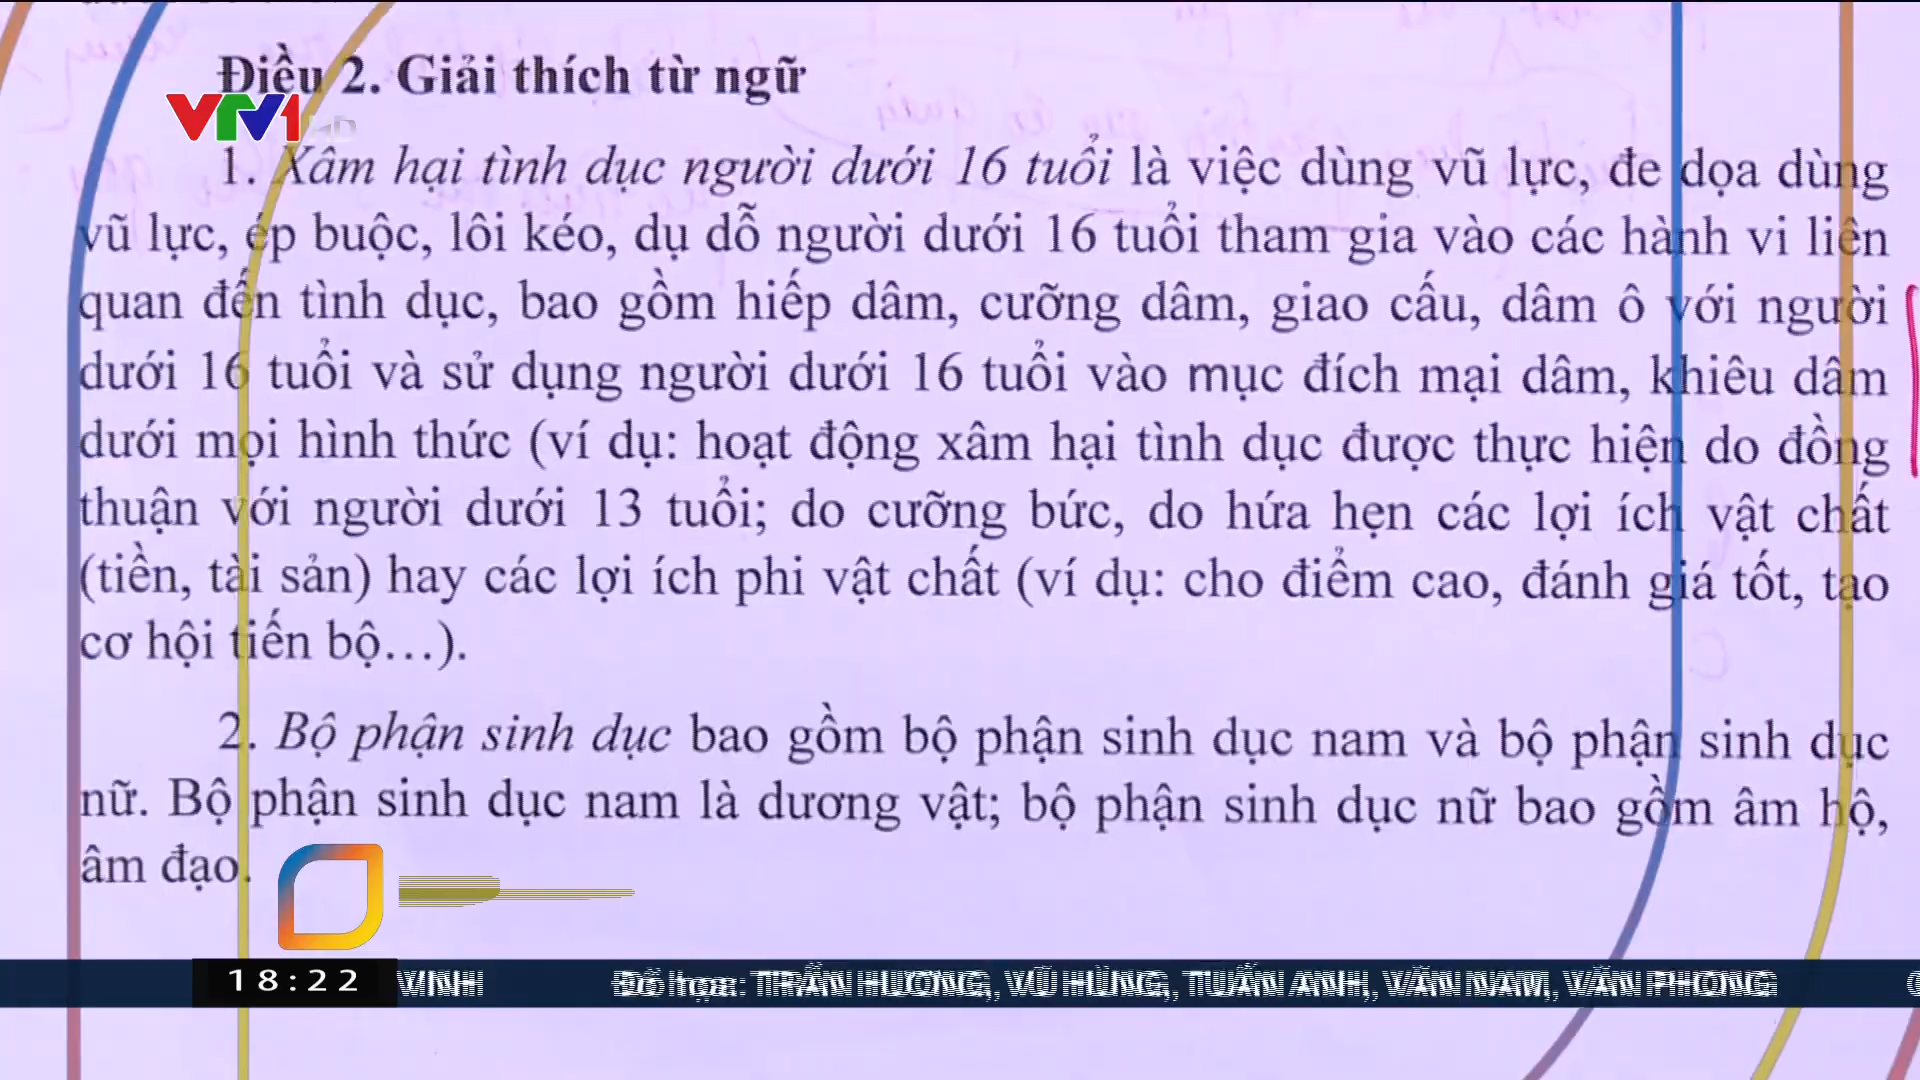 Điều 2. Giải thích từ ngữ
VTV1 HD
1. Xâm hại tình dục người dưới 16 tuổi là việc dùng vũ lực, đe dọa dùng
vũ lực, ép buộc, lôi kéo, dụ dỗ người dưới 16 tuổi tham gia vào các hành vi liên
quan đến tình dục, bao gồm hiếp dâm, cưỡng dâm, giao cấu, dâm ô với người
dưới 16 tuổi và sử dụng người dưới 16 tuổi vào mục đích mại dâm, khiêu dâm
dưới mọi hình thức (ví dụ: hoạt động xâm hại tình dục được thực hiện do đồng
thuận với người dưới 13 tuổi; do cưỡng bức, do hứa hẹn các lợi ích vật chất
(tiền, tài sản) hay các lợi ích phi vật chất (ví dụ: cho điểm cao, đánh giá tốt, tạo
cơ hội tiến bộ…).
2. Bộ phận sinh dục bao gồm bộ phận sinh dục nam và bộ phận sinh dục
nữ. Bộ phận sinh dục nam là dương vật; bộ phận sinh dục nữ bao gồm âm hộ,
âm đạo.
18:22 VINH Đồ họa: TRẦN HƯƠNG, VŨ HÙNG, TUẤN ANH, VĂN NAM, VĂN PHONG